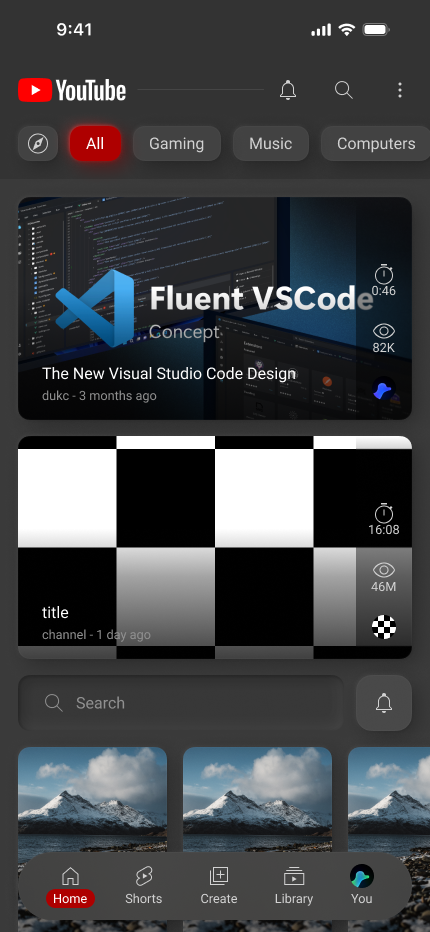 9:41
YouTube
All
Gaming
Music
Computers
Fluent VSCode
Concept
0:46
82K
The New Visual Studio Code Design
dukc - 3 months ago
16:08
46M
title
channel - 1 day ago
Search
Home
Shorts
Create
Library
You